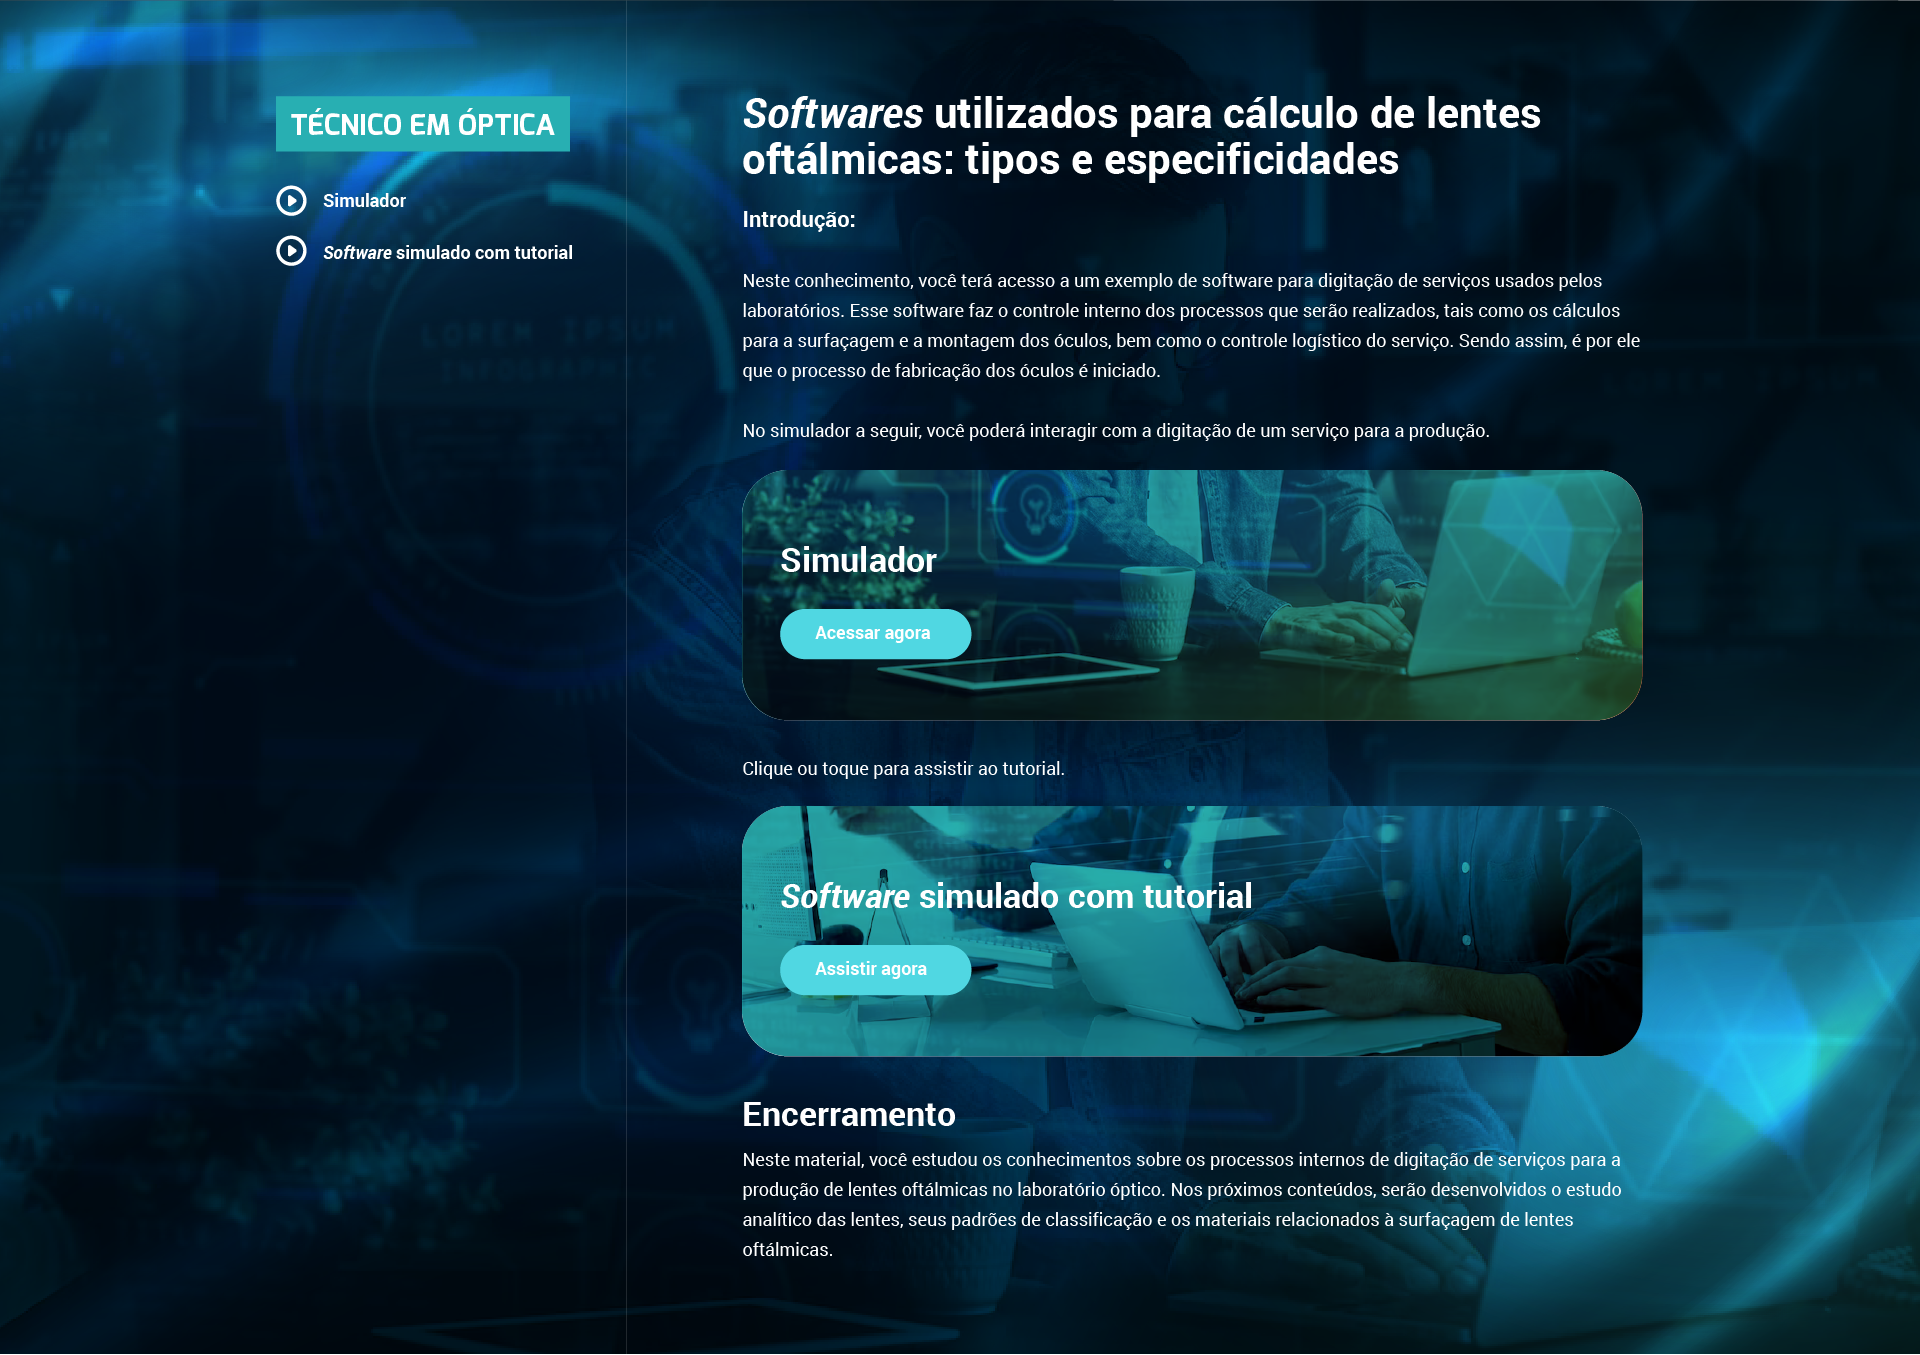 TÉCNICO EM ÓPTICA
Simulador
Software simulado com tutorial
Softwares utilizados para cálculo de lentes
oftálmicas: tipos e especificidades
Introdução:
Neste conhecimento, você terá acesso a um exemplo de software para digitação de serviços usados pelos
laboratórios. Esse software faz o controle interno dos processos que serão realizados, tais como os cálculos
para a surfaçagem e a montagem dos óculos, bem como o controle logístico do serviço. Sendo assim, é por ele
que o processo de fabricação dos óculos é iniciado.
No simulador a seguir, você poderá interagir com a digitação de um serviço para a produção.
Simulador
Acessar agora
Clique ou toque para assistir ao tutorial.
Software simulado com tutorial
Assistir agora
Encerramento
Neste material, você estudou os conhecimentos sobre os processos internos de digitação de serviços para a
produção de lentes oftálmicas no laboratório óptico. Nos próximos conteúdos, serão desenvolvidos o estudo
analítico das lentes, seus padrões de classificação e os materiais relacionados à surfaçagem de lentes
oftálmicas.
LOREM IPSUM
INFOGRAPHIC